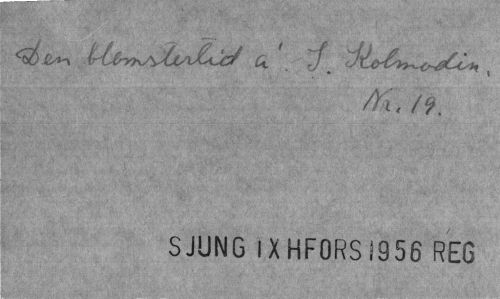 Den blomstertid á. I. Kolmodin.
Nr. 19.
SJUNG IX HFORS 1956 REG